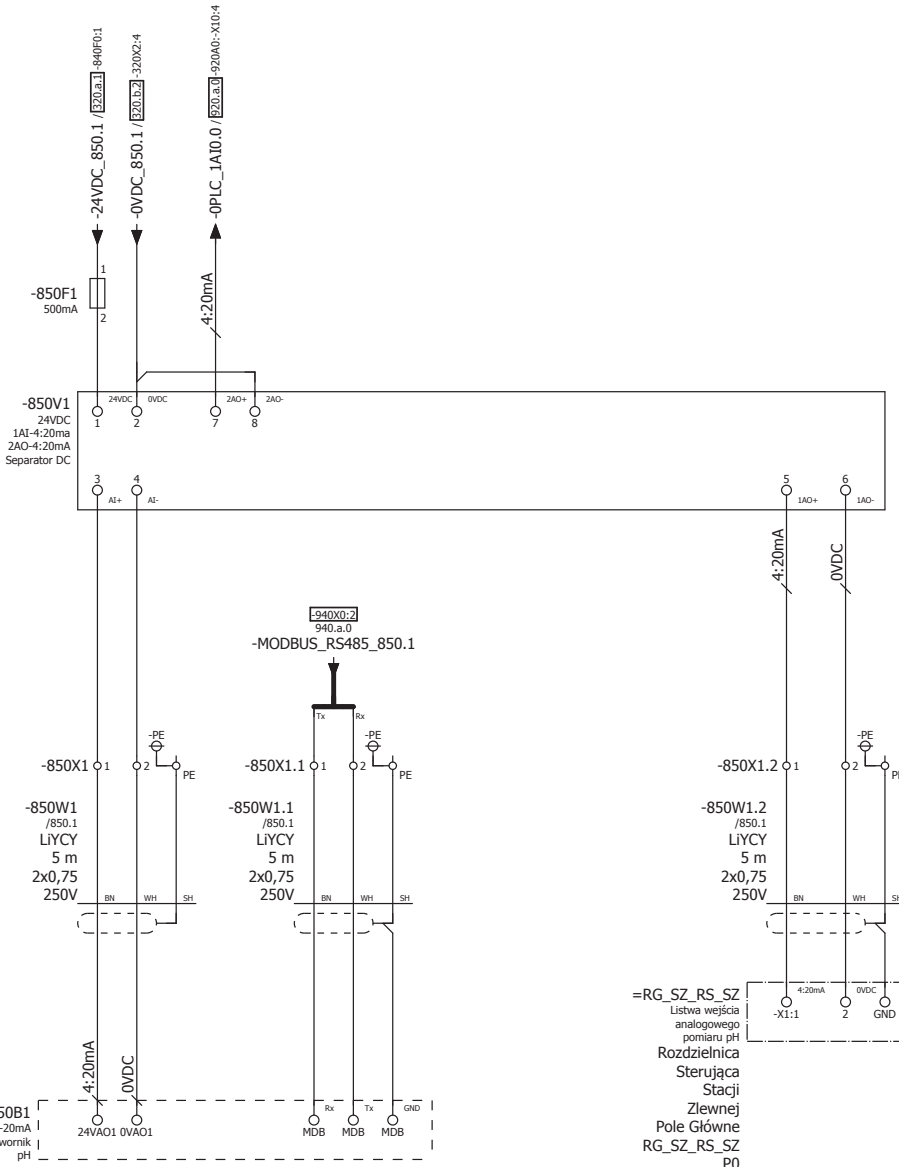 -24VDC_850.1 / 320.a.1 -840F0:1
-0VDC_850.1 / 320.b.2 -320X2:4
-0PLC_1AI0.0 / 920.a.0 -920A0:-X10:4
1
-850F1
500mA
2
4:20mA
-850V1
24VDC
1AI-4:20ma
2AO-4:20mA
Separator DC
24VDC 0VDC 2AO+ 2AO-
1 2 7 8
3 4 5 6
AI+ AI- 1AO+ 1AO-
4:20mA 0VDC
-940X0:2
940.a.0
-MODBUS_RS485_850.1
Tx Rx
-PE -PE -PE
-850X1 1 2 PE
-850X1.1 1 2 PE
-850X1.2 1 2
-850W1
/850.1
LiYCY
5 m
2x0,75
250V
BN WH SH
-850W1.1
/850.1
LiYCY
5 m
2x0,75
250V
BN WH SH
-850W1.2
/850.1
LiYCY
5 m
2x0,75
250V
BN WH
4:20mA 0VDC
50B1
-20mA
wornik
pH
24VAO1 0VAO1
Rx Tx GND
MDB MDB MDB
=RG_SZ_RS_SZ
Listwa wejścia
analogowego
pomiaru pH
Rozdzielnica
Sterująca
Stacji
Zlewnej
Pole Główne
RG_SZ_RS_SZ
P0
4:20mA 0VDC
-X1:1 2 GND